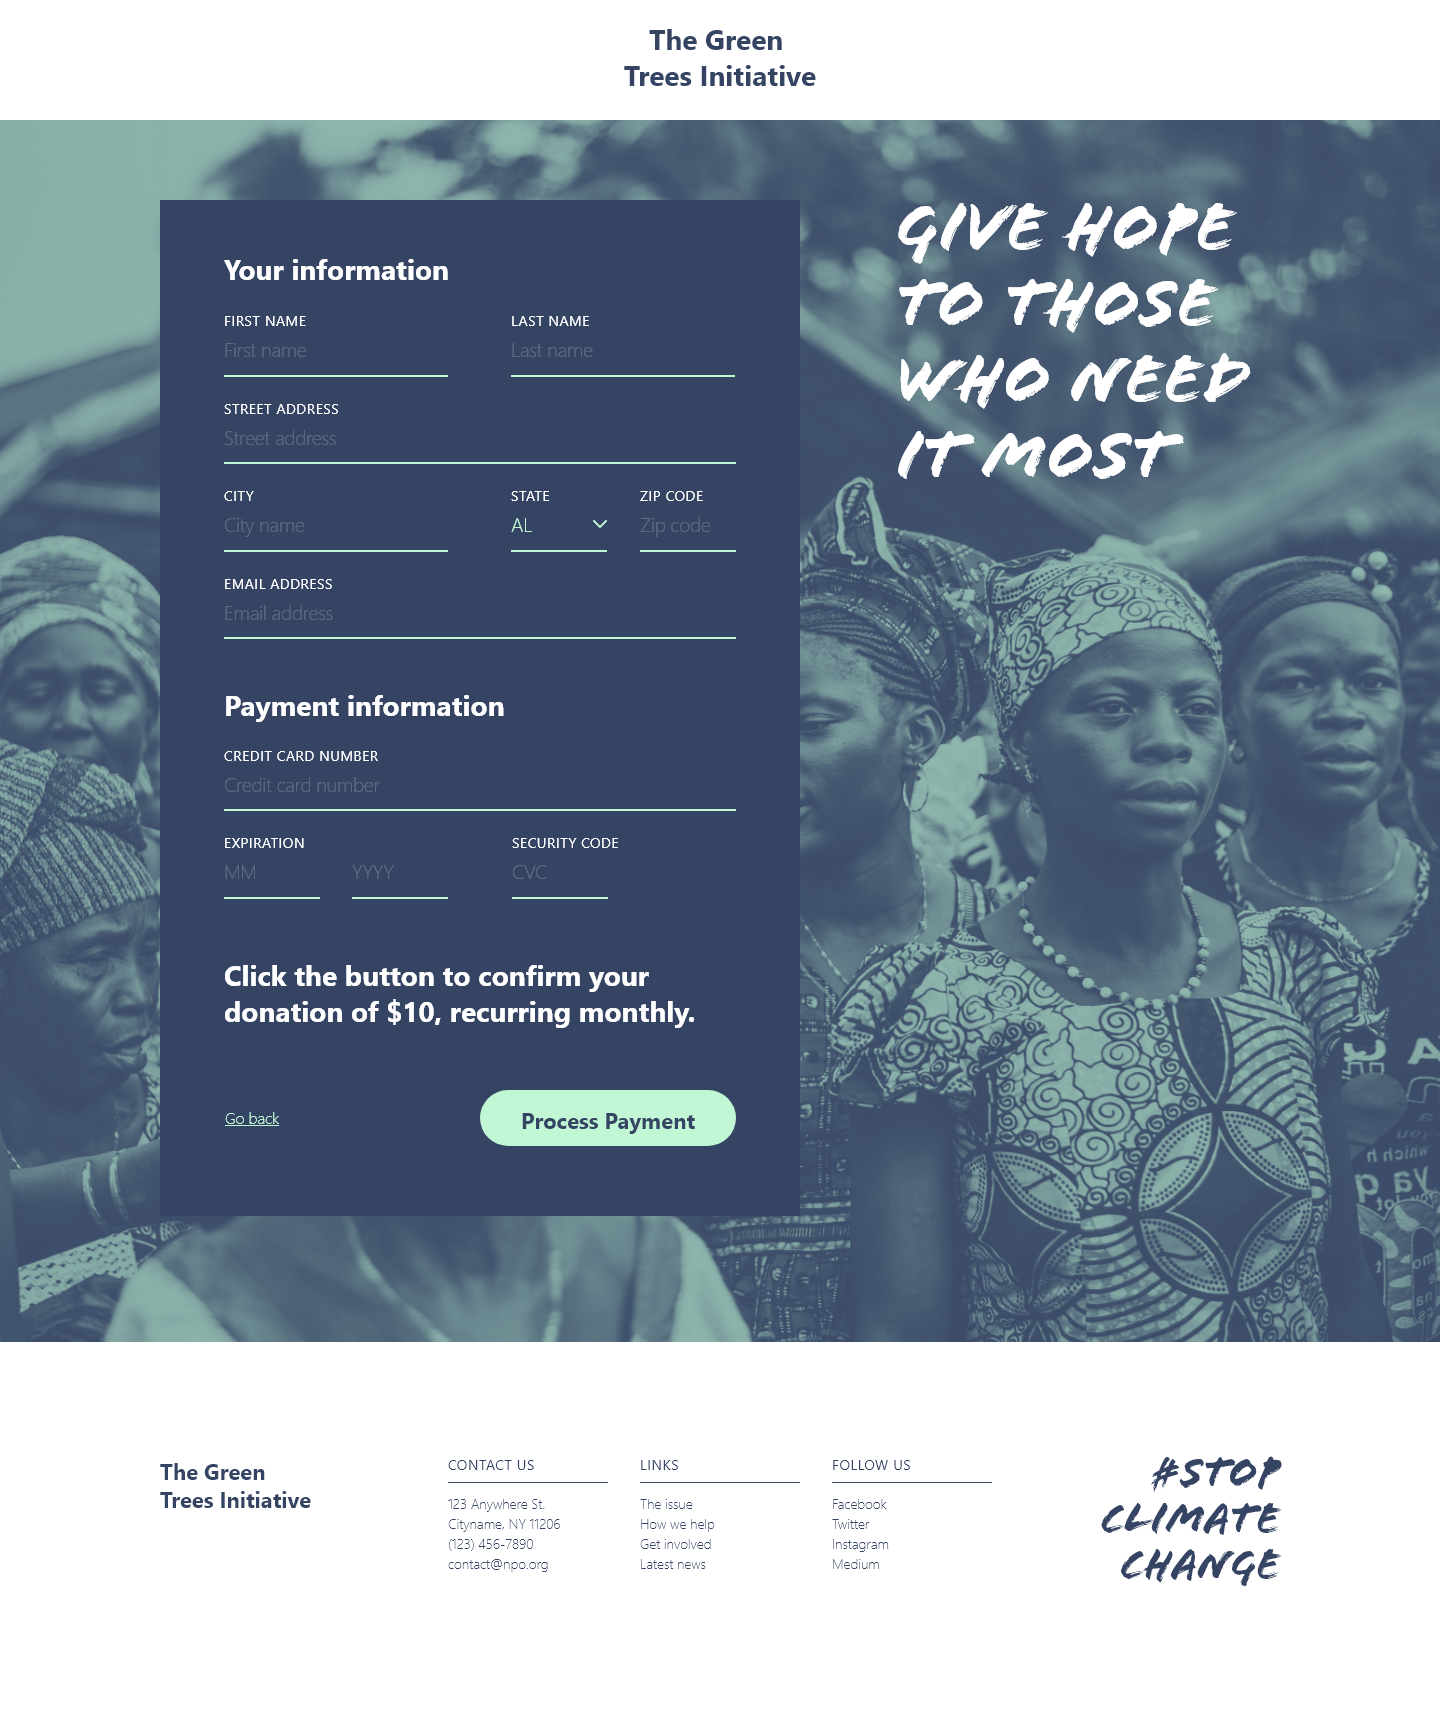 The Green
Trees Initiative
Your information
FIRST NAME
LAST NAME
First name
Last name
STREET ADDRESS
Street address
CITY
STATE
ZIP CODE
City name
AL
Zip code
EMAIL ADDRESS
Email address
Payment information
CREDIT CARD NUMBER
Credit card number
EXPIRATION
SECURITY CODE
MM
YYYY
CVC
Click the button to confirm your
donation of $10, recurring monthly.
Go back
Process Payment
GIVE HOPE
TO THOSE
WHO NEED
IT MOST
The Green
Trees Initiative
CONTACT US
123 Anywhere St.
Cityname, NY 11206
(123) 456-7890
contact@npo.org
LINKS
The issue
How we help
Get involved
Latest news
FOLLOW US
Facebook
Twitter
Instagram
Medium
#STOP
CLIMATE
CHANGE